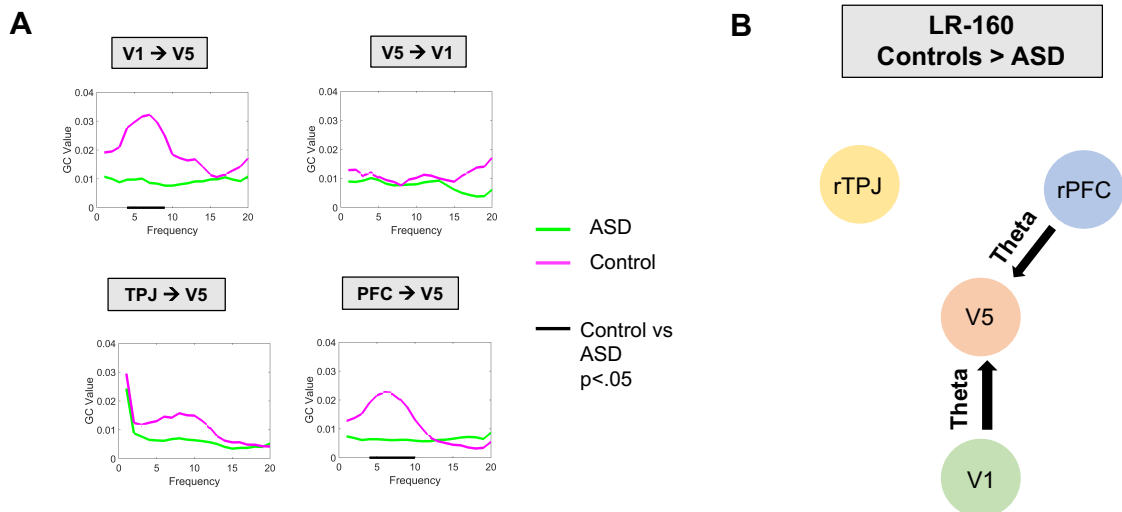 A
V1 → V5
0.04
0.03
0.02
0.01
0
GC Value
0 5 10 15 20
Frequency
V5 → V1
0.04
0.03
0.02
0.01
0
GC Value
0 5 10 15 20
Frequency
TPJ → V5
0.04
0.03
0.02
0.01
0
GC Value
0 5 10 15 20
Frequency
PFC → V5
0.04
0.03
0.02
0.01
0
GC Value
0 5 10 15 20
Frequency
ASD
Control
Control vs
ASD
p<.05
B
LR-160
Controls > ASD
rTPJ
rPFC
Theta
V5
Theta
V1